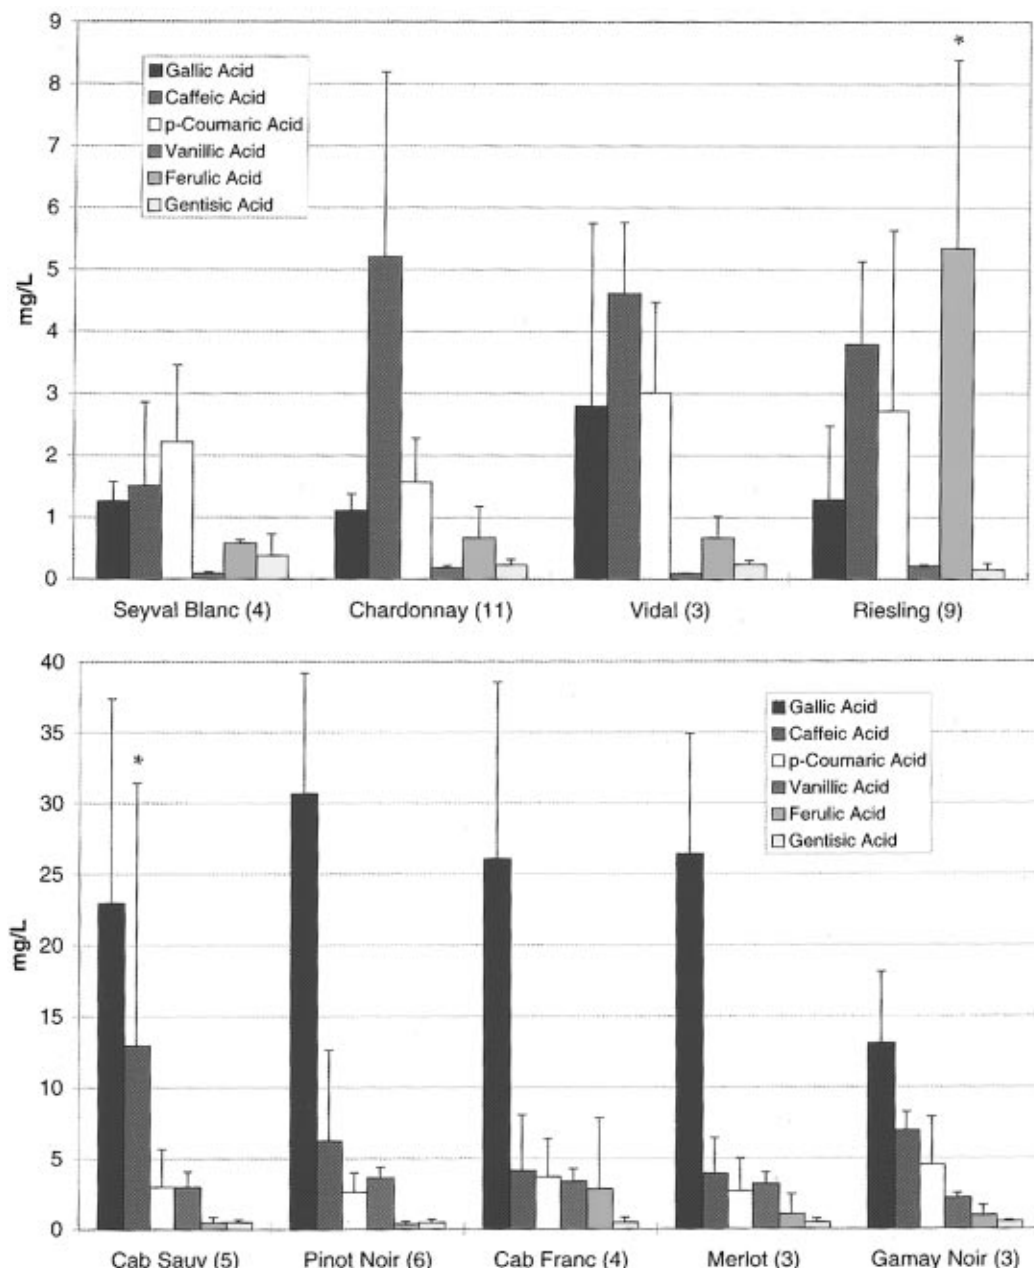 9
8
7
6
5
4
3
2
1
0
mg/L
*
Gallic Acid
Caffeic Acid
p-Coumaric Acid
Vanillic Acid
Ferulic Acid
Gentisic Acid
Seyval Blanc (4) Chardonnay (11) Vidal (3) Riesling (9)
40
35
30
25
20
15
10
5
0
mg/L
*
Gallic Acid
Caffeic Acid
p-Coumaric Acid
Vanillic Acid
Ferulic Acid
Gentisic Acid
Cab Sauv (5) Pinot Noir (6) Cab Franc (4) Merlot (3) Gamay Noir (3)